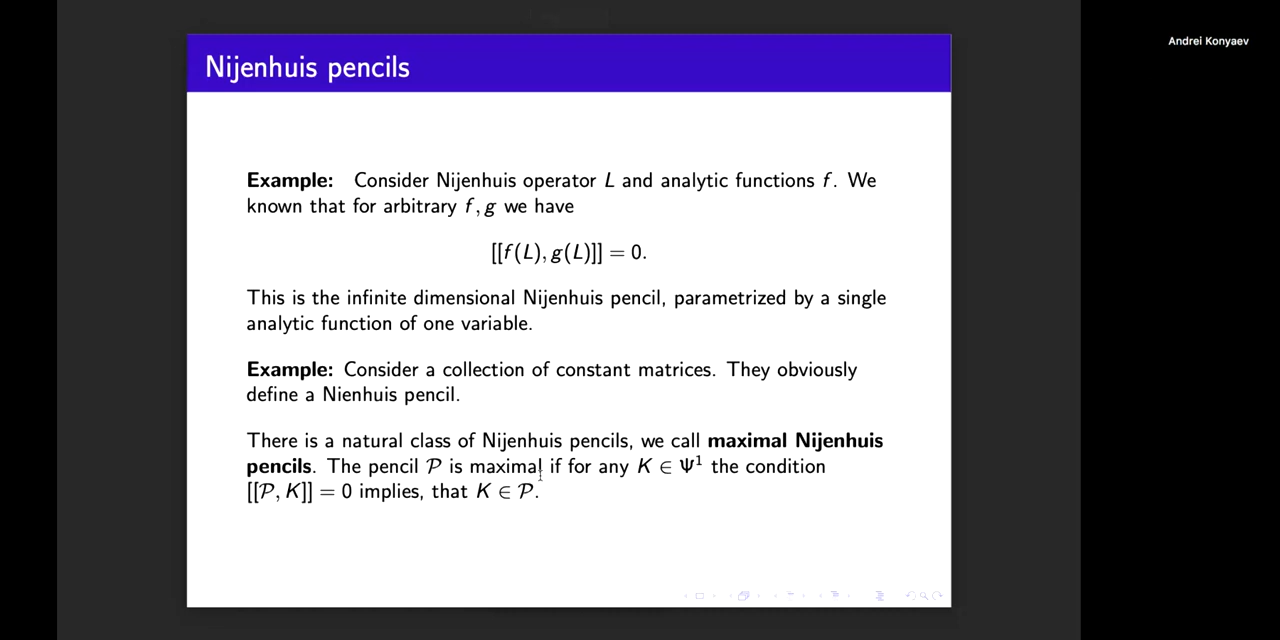 Nijenhuis pencils
Andrei Konyaev
Example: Consider Nijenhuis operator L and analytic functions f. We
known that for arbitrary f, g we have
[[f(L), g(L)]] = 0.
This is the infinite dimensional Nijenhuis pencil, parametrized by a single
analytic function of one variable.
Example: Consider a collection of constant matrices. They obviously
define a Nienhuis pencil.
There is a natural class of Nijenhuis pencils, we call maximal Nijenhuis
pencils. The pencil 𝒫 is maximal if for any K ∈ Ψ¹ the condition
[[𝒫, K]] = 0 implies, that K ∈ 𝒫.